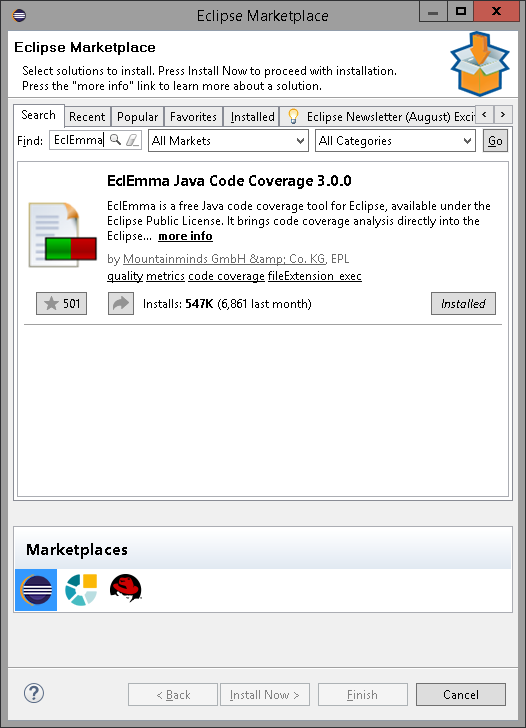 Eclipse Marketplace
Eclipse Marketplace
Select solutions to install. Press Install Now to proceed with installation.
Press the "more info" link to learn more about a solution.
Search Recent Popular Favorites Installed Eclipse Newsletter (August) Exci < >
Find: EclEmma All Markets All Categories Go
EclEmma Java Code Coverage 3.0.0
EclEmma is a free Java code coverage tool for Eclipse, available under the
Eclipse Public License. It brings code coverage analysis directly into the
Eclipse... more info
by Mountainminds GmbH &amp; Co. KG, EPL
quality metrics code coverage fileExtension_exec
501 Installs: 547K (6,861 last month) Installed
Marketplaces
? < Back Install Now > Finish Cancel